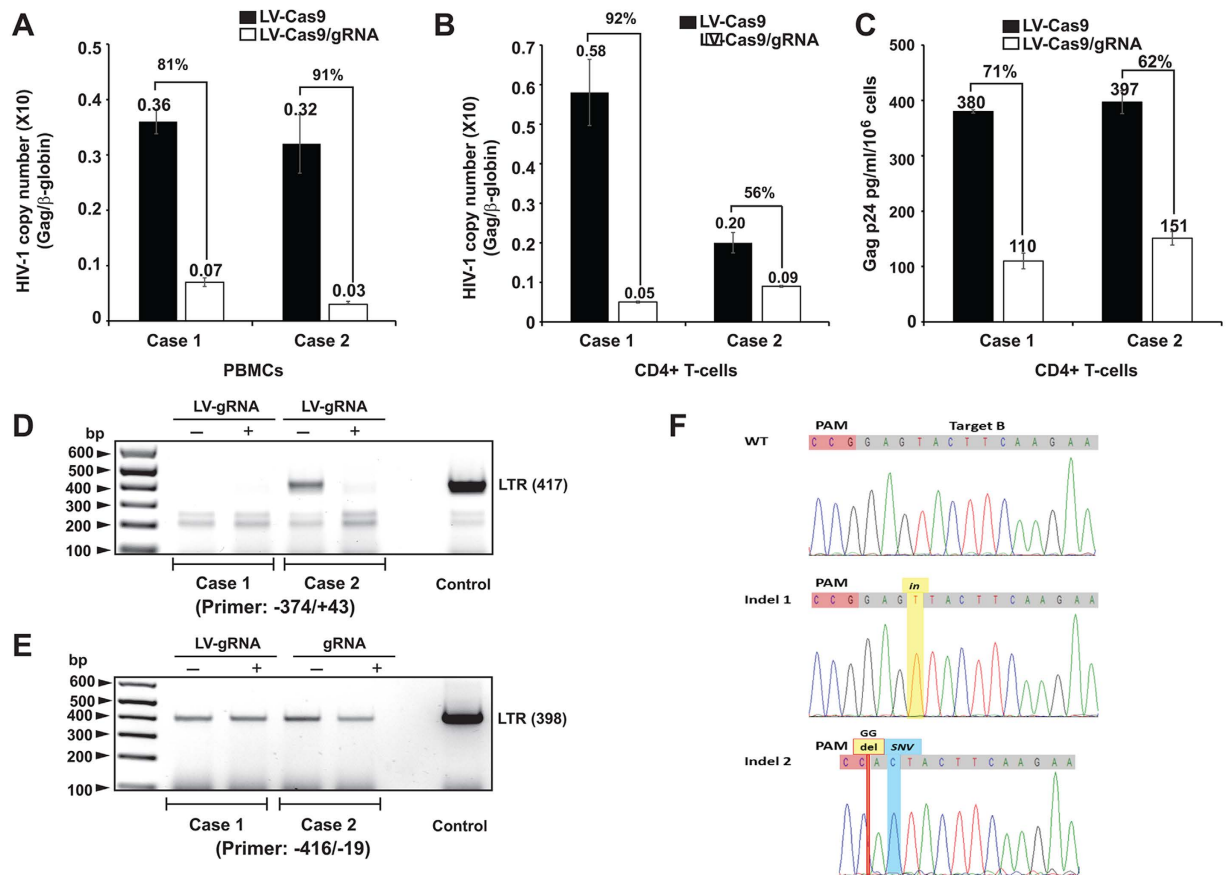 A
LV-Cas9
LV-Cas9/gRNA
HIV-1 copy number (X10)
(Gag/β-globin)
0.4
0.3
0.2
0.1
0
81%
0.36
0.07
91%
0.32
0.03
Case 1
Case 2
PBMCs
B
LV-Cas9
LV-Cas9/gRNA
HIV-1 copy number (X10)
(Gag/β-globin)
0.7
0.6
0.5
0.4
0.3
0.2
0.1
0
92%
0.58
0.05
56%
0.20
0.09
Case 1
Case 2
CD4+ T-cells
C
LV-Cas9
LV-Cas9/gRNA
Gag p24 pg/ml/10⁶ cells
500
400
300
200
100
0
71%
380
110
62%
397
151
Case 1
Case 2
CD4+ T-cells
D
LV-gRNA
LV-gRNA
bp
— + — +
600
500
400
300
200
100
LTR (417)
Case 1
Case 2
Control
(Primer: -374/+43)
E
LV-gRNA
gRNA
bp
— + — +
600
500
400
300
200
100
LTR (398)
Case 1
Case 2
Control
(Primer: -416/-19)
F
PAM
Target B
WT
C C G G A G T A C T T C A A G A A
PAM
in
Indel 1
C C G G A G T T A C T T C A A G A A
GG
PAM
del
SNV
Indel 2
C C A C T A C T T C A A G A A